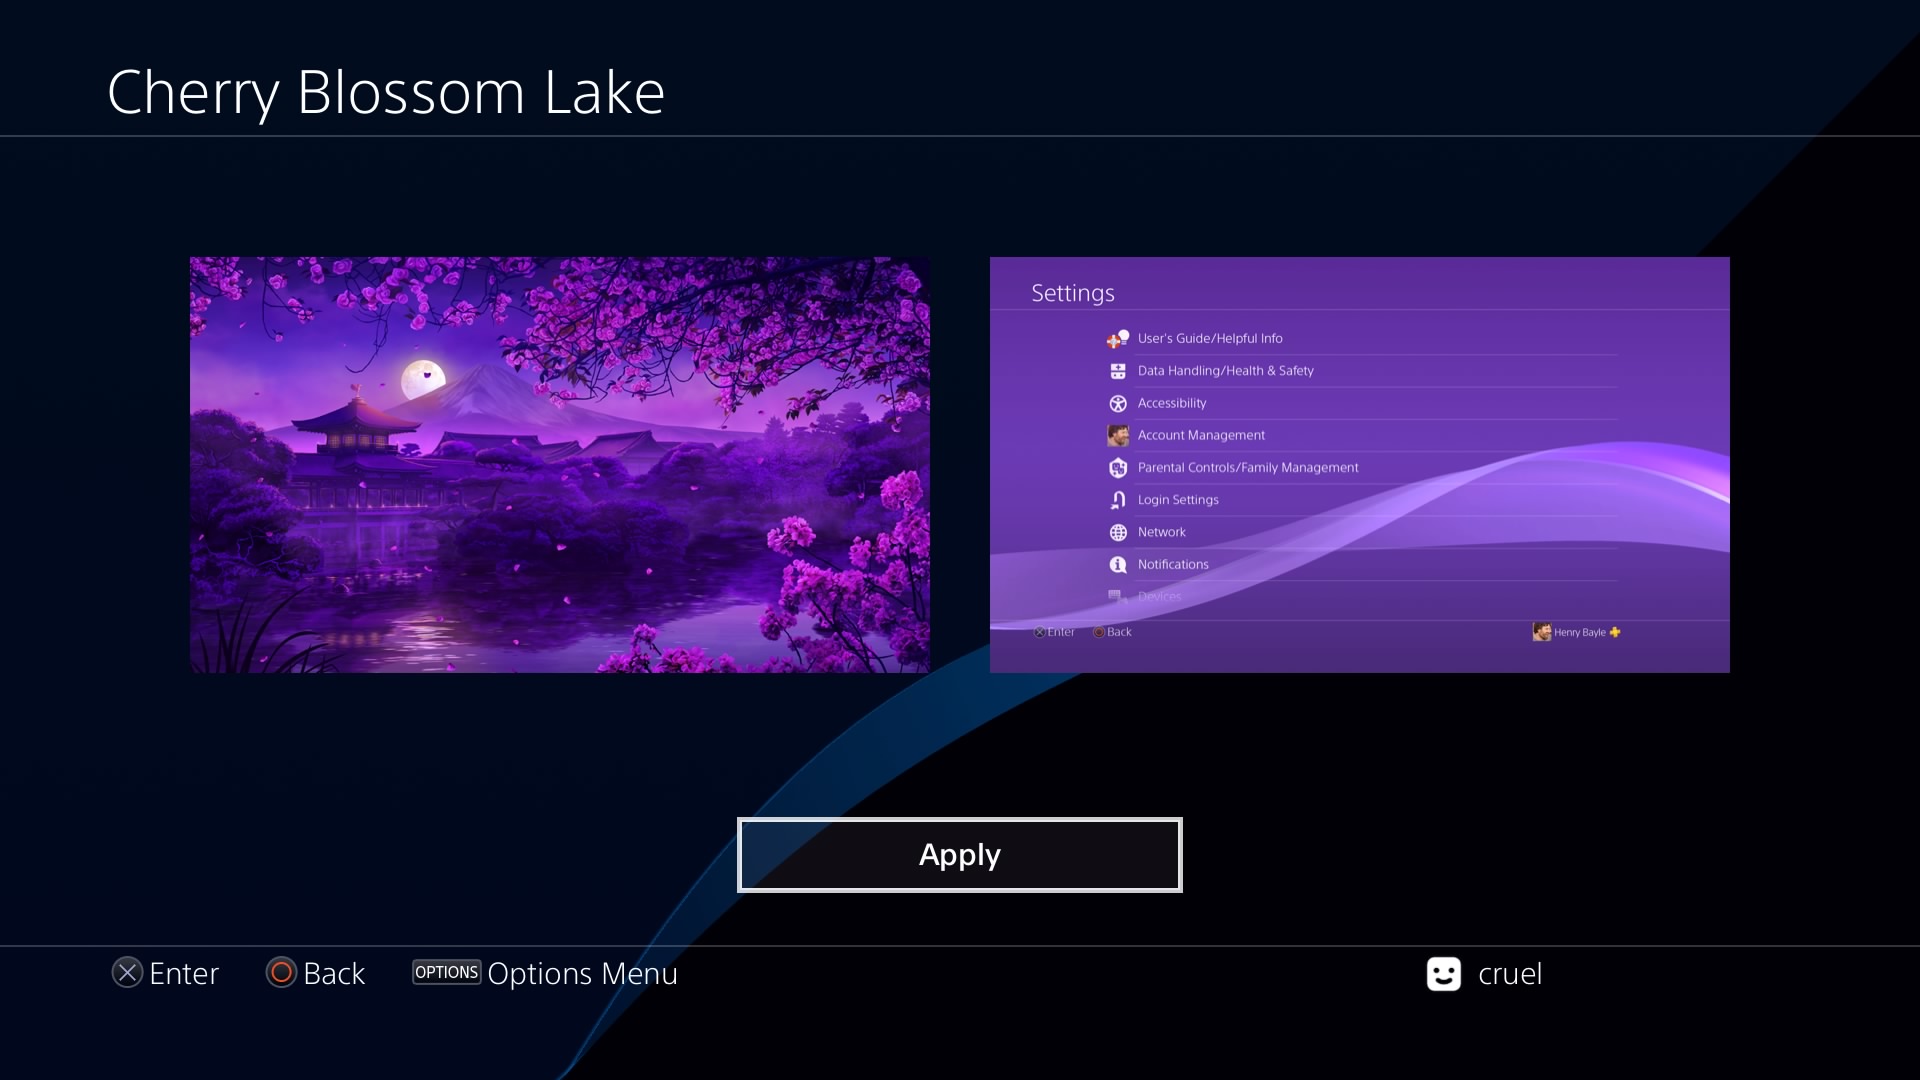 Cherry Blossom Lake
Settings
User's Guide/Helpful Info
Data Handling/Health & Safety
Accessibility
Account Management
Parental Controls/Family Management
Login Settings
Network
Notifications
Devices
Enter Back Henry Bayle
Apply
Enter Back OPTIONS Options Menu cruel